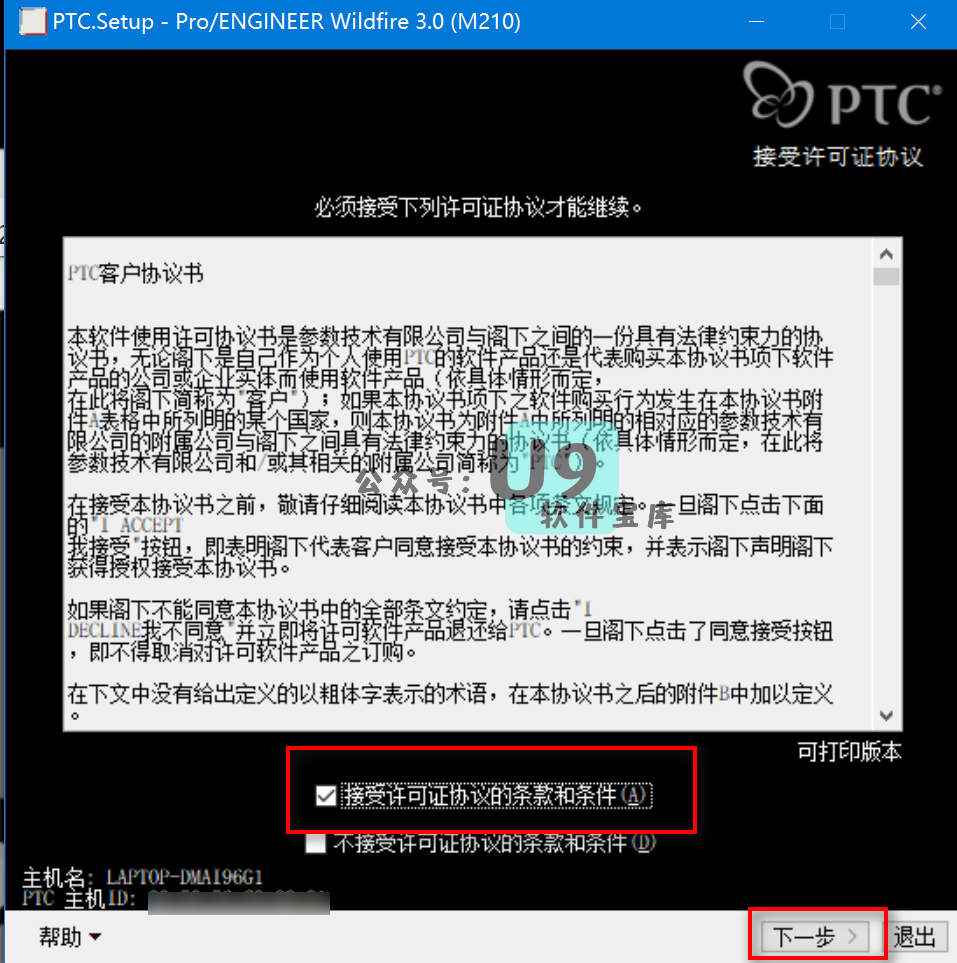 PTC.Setup - Pro/ENGINEER Wildfire 3.0 (M210)
PTC®
接受许可证协议
必须接受下列许可证协议才能继续。
PTC客户协议书
本软件使用许可协议书是参数技术有限公司与阁下之间的一份具有法律约束力的协
议书，无论阁下是自己作为个人使用PTC的软件产品还是代表购买本协议书项下软件
产品的公司或企业实体而使用软件产品（依具体情形而定，
在此将阁下简称为"客户"）；如果本协议书项下之软件购买行为发生在本协议书附
件A表格中所列明的某个国家，则本协议书为附件A中所列明的相对应的参数技术有
限公司的附属公司与阁下之间具有法律约束力的协议书（依具体情形而定，在此将
参数技术有限公司和/或其相关的附属公司简称为"PTC"）。
公众号：U9
软件宝库
在接受本协议书之前，敬请仔细阅读本协议书中各项条文规定。一旦阁下点击下面
的"I ACCEPT
我接受"按钮，即表明阁下代表客户同意接受本协议书的约束，并表示阁下声明阁下
获得授权接受本协议书。
如果阁下不能同意本协议书中的全部条文约定，请点击"I
DECLINE我不同意"并立即将许可软件产品退还给PTC。一旦阁下点击了同意接受按钮
，即不得取消对许可软件产品之订购。
在下文中没有给出定义的以粗体字表示的术语，在本协议书之后的附件B中加以定义
。
可打印版本
接受许可证协议的条款和条件(A)
不接受许可证协议的条款和条件(D)
主机名: LAPTOP-DMAI96G1
PTC 主机ID:
帮助
下一步 >
退出